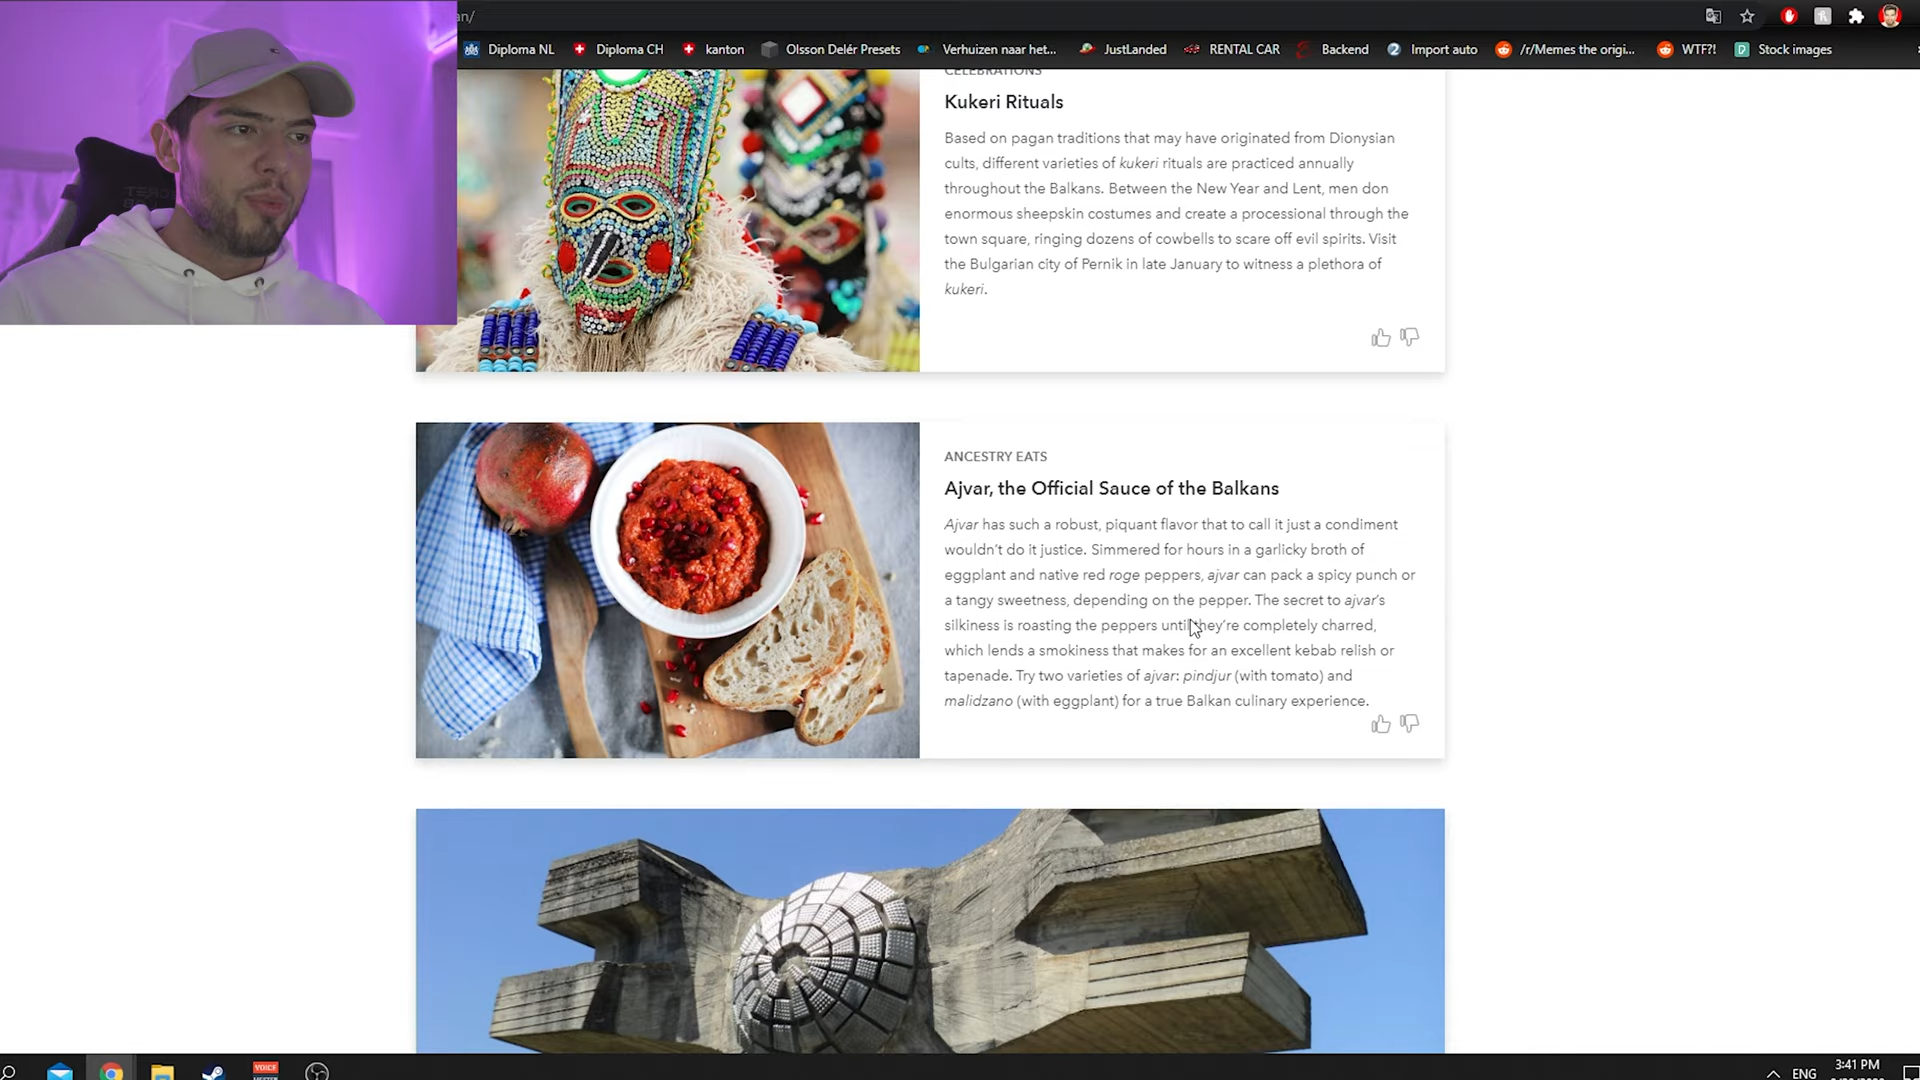 an/
Diploma NL
Diploma CH
kanton
Olsson Delér Presets
Verhuizen naar het...
JustLanded
RENTAL CAR
Backend
Import auto
/r/Memes the origi...
WTF?!
Stock images
CELEBRATIONS
Kukeri Rituals
Based on pagan traditions that may have originated from Dionysian
cults, different varieties of kukeri rituals are practiced annually
throughout the Balkans. Between the New Year and Lent, men don
enormous sheepskin costumes and create a processional through the
town square, ringing dozens of cowbells to scare off evil spirits. Visit
the Bulgarian city of Pernik in late January to witness a plethora of
kukeri.
ANCESTRY EATS
Ajvar, the Official Sauce of the Balkans
Ajvar has such a robust, piquant flavor that to call it just a condiment
wouldn't do it justice. Simmered for hours in a garlicky broth of
eggplant and native red roge peppers, ajvar can pack a spicy punch or
a tangy sweetness, depending on the pepper. The secret to ajvar's
silkiness is roasting the peppers until they're completely charred,
which lends a smokiness that makes for an excellent kebab relish or
tapenade. Try two varieties of ajvar: pindjur (with tomato) and
malidzano (with eggplant) for a true Balkan culinary experience.
VOICE
ENG
3:41 PM